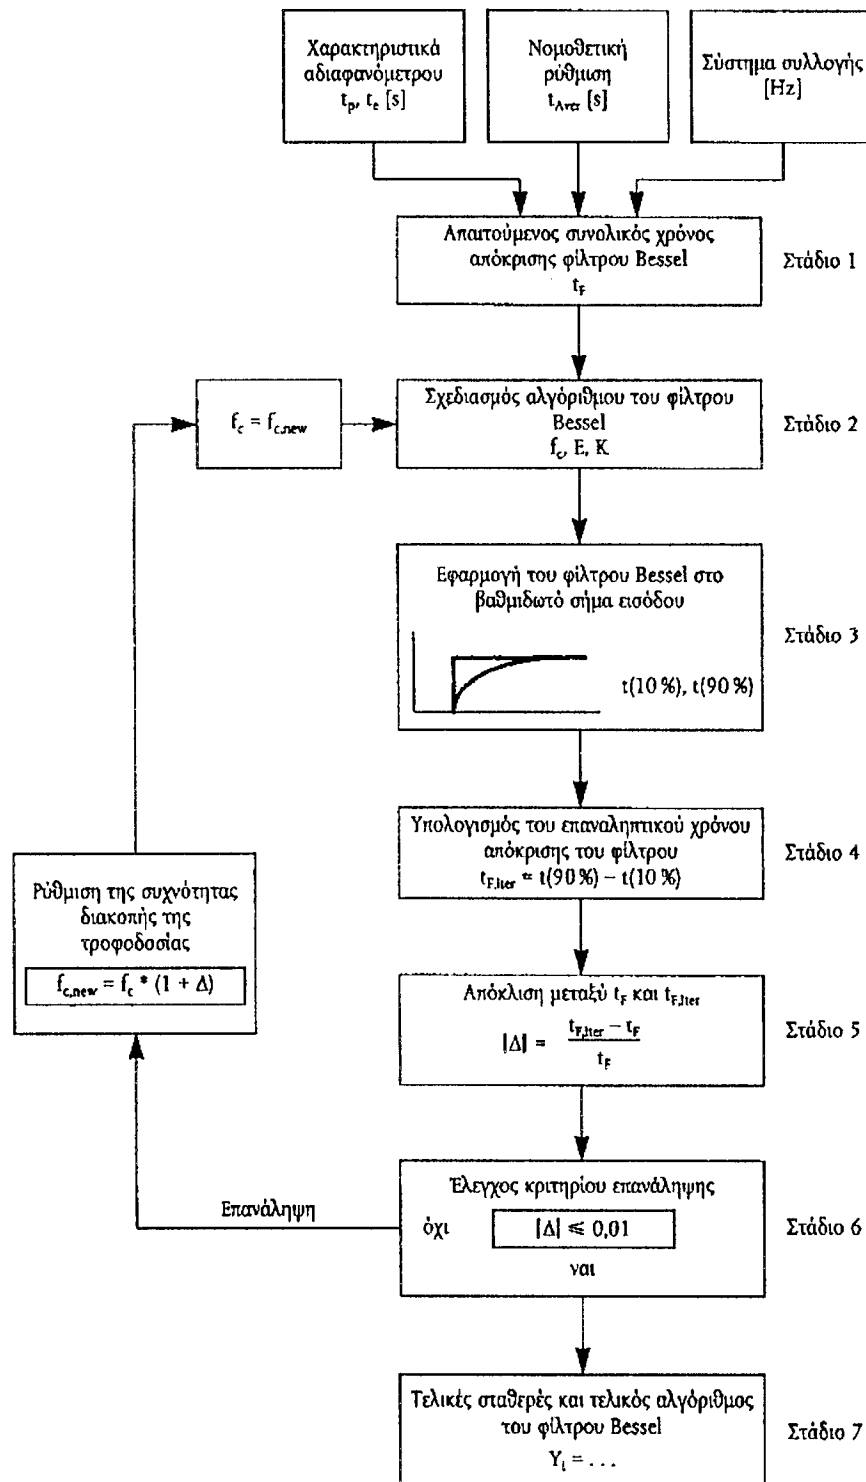 Χαρακτηριστικά
αδιαφανόμετρου
t_p, t_e [s]
Νομοθετική
ρύθμιση
t_Aver [s]
Σύστημα συλλογής
[Hz]
Απαιτούμενος συνολικός χρόνος
απόκρισης φίλτρου Bessel
t_F
Στάδιο 1
f_c = f_c,new
Σχεδιασμός αλγόριθμου του φίλτρου
Bessel
f_c, E, K
Στάδιο 2
Εφαρμογή του φίλτρου Bessel στο
βαθμιδωτό σήμα εισόδου
t(10 %), t(90 %)
Στάδιο 3
Υπολογισμός του επαναληπτικού χρόνου
απόκρισης του φίλτρου
t_F,Iter = t(90 %) – t(10 %)
Στάδιο 4
Ρύθμιση της συχνότητας
διακοπής της
τροφοδοσίας
f_c,new = f_c * (1 + Δ)
Απόκλιση μεταξύ t_F και t_F,Iter
|Δ| = (t_F,Iter – t_F) / t_F
Στάδιο 5
Έλεγχος κριτηρίου επανάληψης
Επανάληψη
όχι
|Δ| ≤ 0,01
ναι
Στάδιο 6
Τελικές σταθερές και τελικός αλγόριθμος
του φίλτρου Bessel
Y_i = . . .
Στάδιο 7